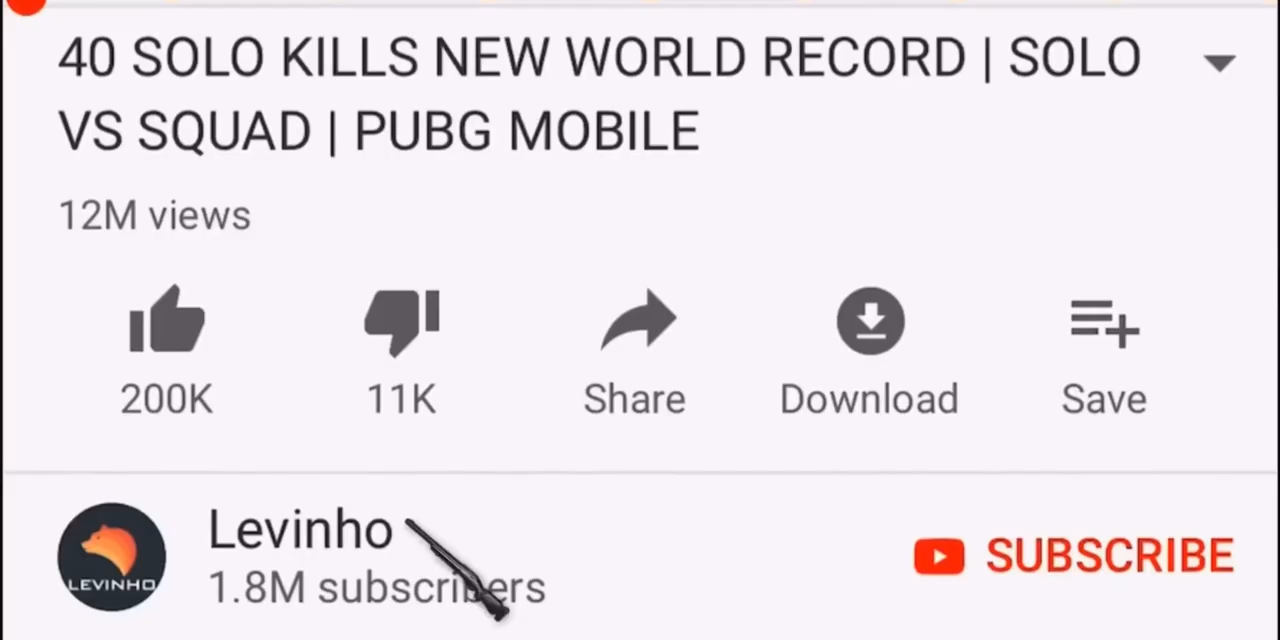 40 SOLO KILLS NEW WORLD RECORD | SOLO
VS SQUAD | PUBG MOBILE
12M views
200K
11K
Share
Download
Save
LEVINHO
Levinho
1.8M subscribers
SUBSCRIBE